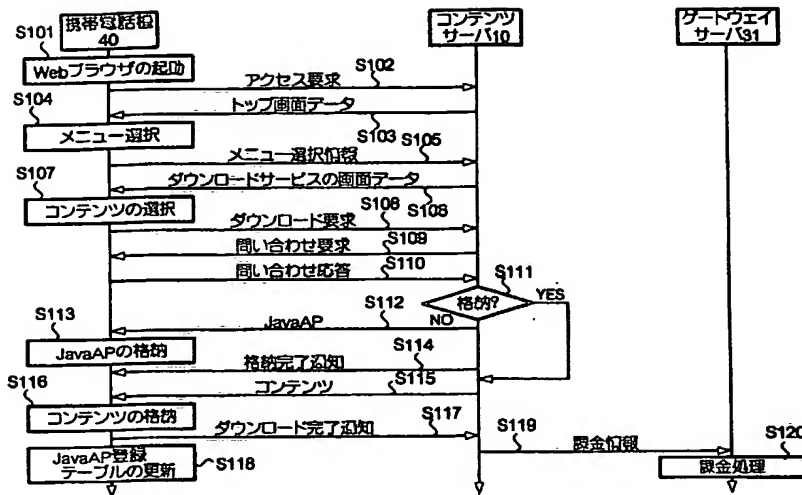 携帯電話機
40
コンテンツ
サーバ10
ゲートウェイ
サーバ31
S101
Webブラウザの起動
S102
アクセス要求
トップ画面データ
S103
S104
メニュー選択
S105
メニュー選択情報
ダウンロードサービスの画面データ
S108
S107
コンテンツの選択
S108
ダウンロード要求
S109
問い合わせ要求
S110
問い合わせ応答
S111
格納?
YES
NO
S112
JavaAP
S113
JavaAPの格納
S114
格納完了通知
S115
コンテンツ
S116
コンテンツの格納
S117
ダウンロード完了通知
S118
JavaAP登録
テーブルの更新
S119
課金情報
S120
課金処理